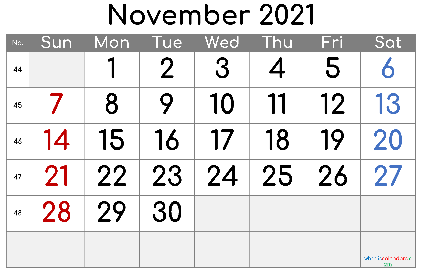 November 2021
No. Sun Mon Tue Wed Thu Fri Sat
44 1 2 3 4 5 6
45 7 8 9 10 11 12 13
46 14 15 16 17 18 19 20
47 21 22 23 24 25 26 27
48 28 29 30